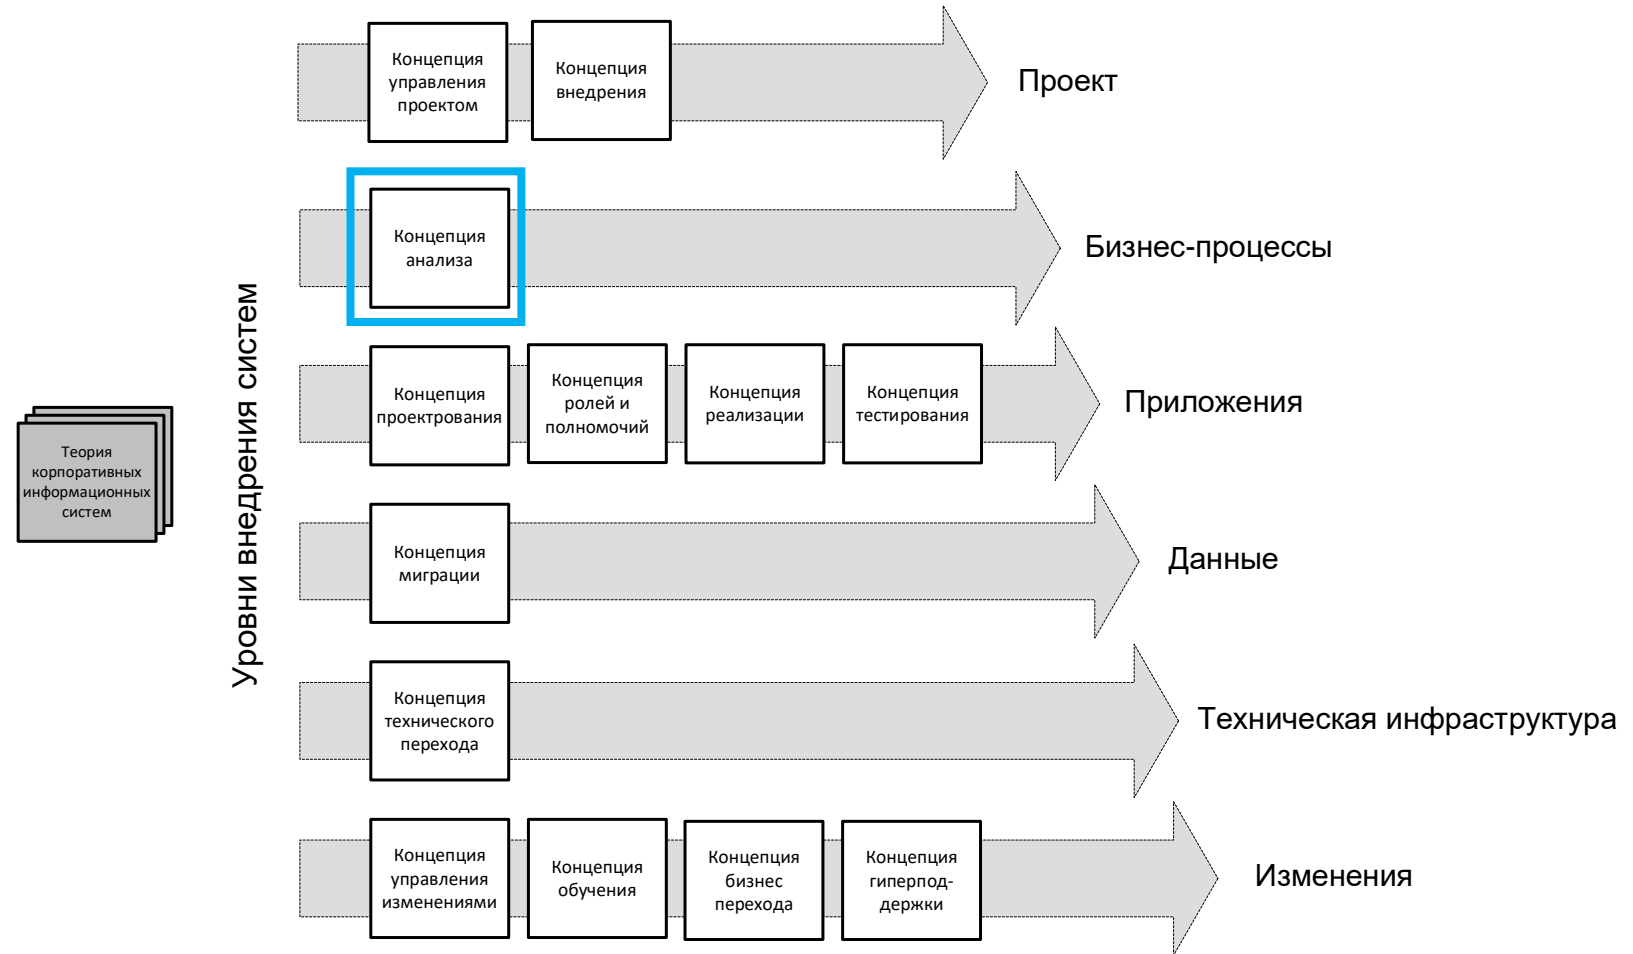 Концепция
управления
проектом
Концепция
внедрения
Проект
Концепция
анализа
Бизнес-процессы
Концепция
проектрования
Концепция
ролей и
полномочий
Концепция
реализации
Концепция
тестирования
Приложения
Теория
корпоративных
информационных
систем
Уровни внедрения систем
Концепция
миграции
Данные
Концепция
технического
перехода
Техническая инфраструктура
Концепция
управления
изменениями
Концепция
обучения
Концепция
бизнес
перехода
Концепция
гиперпод-
держки
Изменения